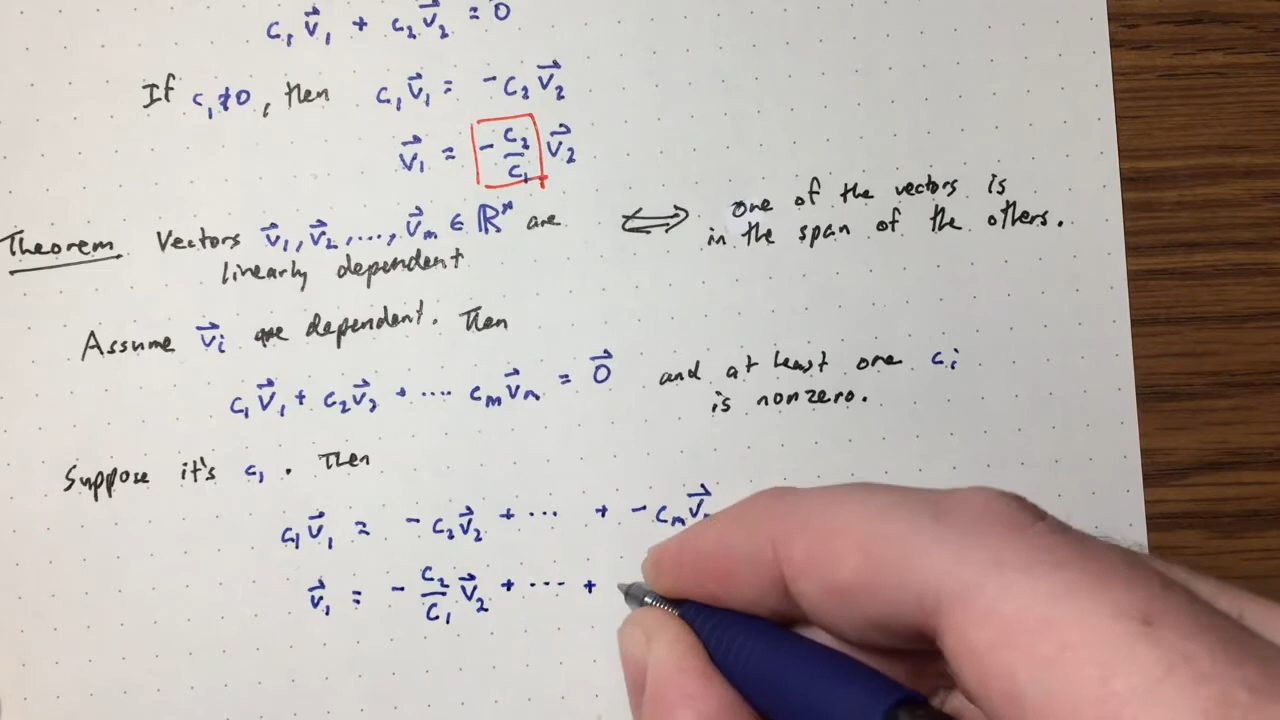 c₁v⃗₁ + c₂v⃗₂ = 0⃗
If c₁≠0, then c₁v⃗₁ = -c₂v⃗₂
v⃗₁ = -c₂/c₁ v⃗₂
Theorem Vectors v⃗₁, v⃗₂, ..., v⃗ₘ ∈ ℝⁿ are linearly dependent ⟺ one of the vectors is in the span of the others.
Assume v⃗ᵢ are dependent. Then
c₁v⃗₁ + c₂v⃗₂ + .... cₘv⃗ₘ = 0⃗ and at least one cᵢ
is nonzero.
Suppose it's c₁. Then
c₁v⃗₁ = -c₂v⃗₂ + ... + -cₘv⃗ₘ
v⃗₁ = -c₂/c₁ v⃗₂ + ... +